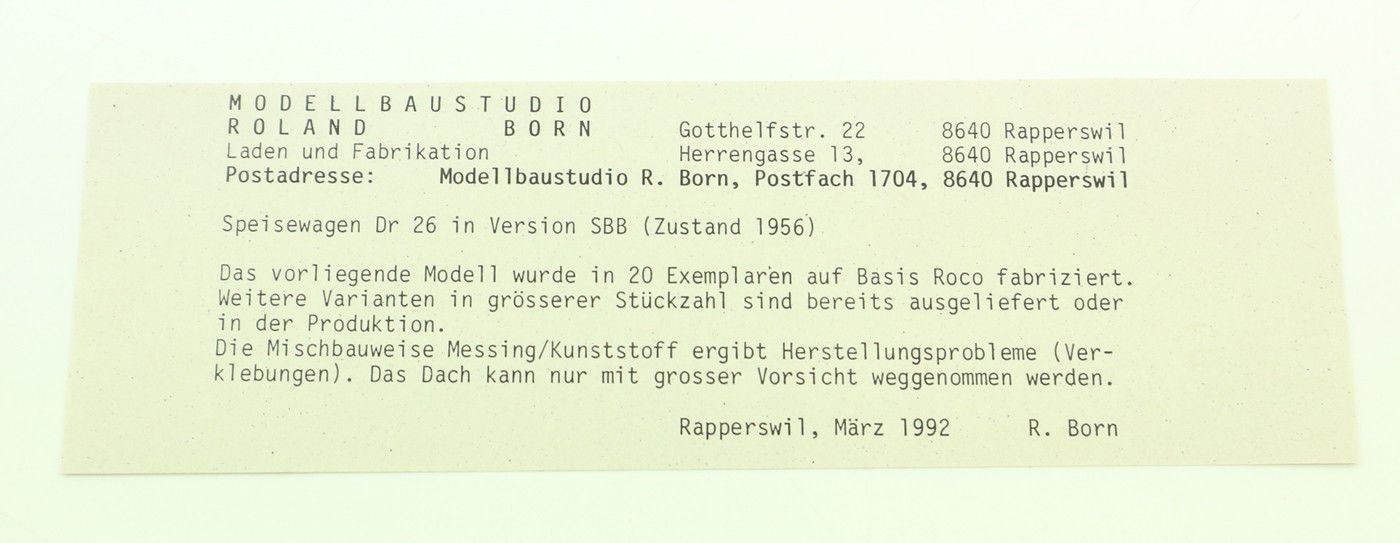 MODELLBAUSTUDIO
ROLAND BORN Gotthelfstr. 22 8640 Rapperswil
Laden und Fabrikation Herrengasse 13, 8640 Rapperswil
Postadresse: Modellbaustudio R. Born, Postfach 1704, 8640 Rapperswil
Speisewagen Dr 26 in Version SBB (Zustand 1956)
Das vorliegende Modell wurde in 20 Exemplaren auf Basis Roco fabriziert.
Weitere Varianten in grösserer Stückzahl sind bereits ausgeliefert oder
in der Produktion.
Die Mischbauweise Messing/Kunststoff ergibt Herstellungsprobleme (Ver-
klebungen). Das Dach kann nur mit grosser Vorsicht weggenommen werden.
Rapperswil, März 1992 R. Born